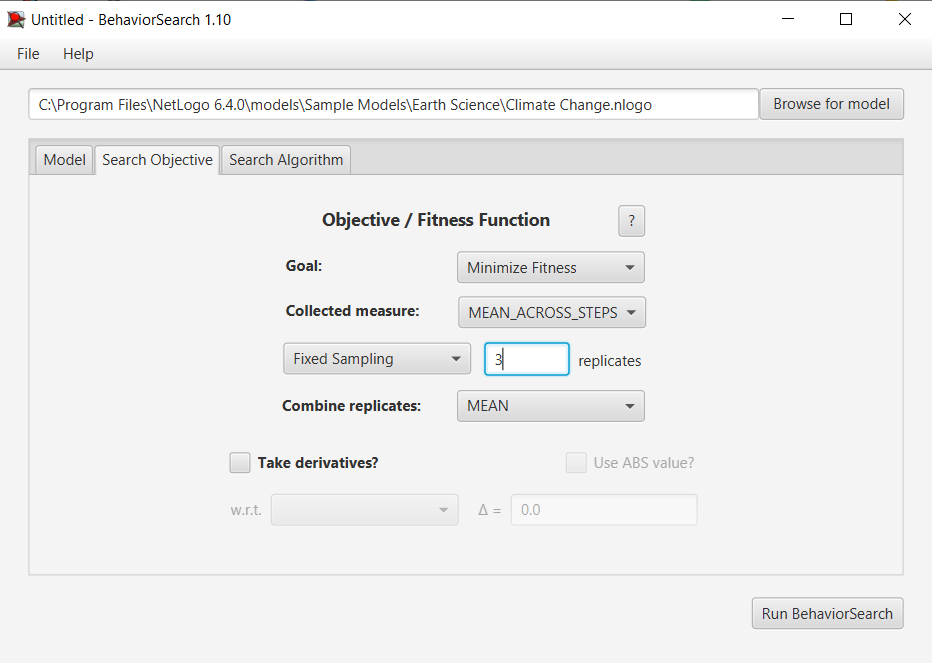 Untitled - BehaviorSearch 1.10
File Help
C:\Program Files\NetLogo 6.4.0\models\Sample Models\Earth Science\Climate Change.nlogo Browse for model
Model Search Objective Search Algorithm
Objective / Fitness Function ?
Goal: Minimize Fitness
Collected measure: MEAN_ACROSS_STEPS
Fixed Sampling 3 replicates
Combine replicates: MEAN
Take derivatives? Use ABS value?
w.r.t. Δ = 0.0
Run BehaviorSearch